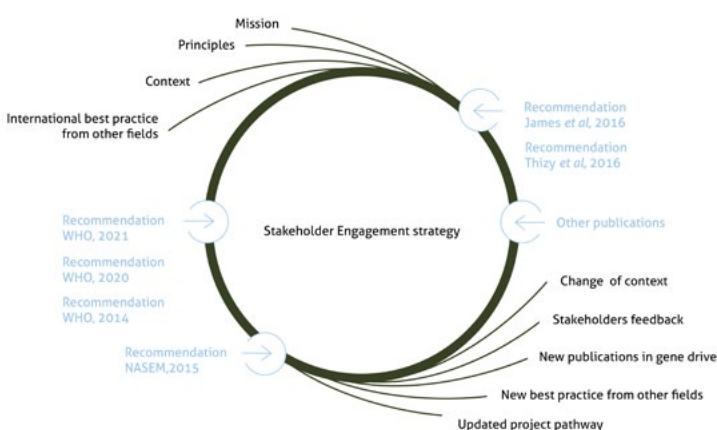 Mission
Principles
Context
International best practice
from other fields
Recommendation
James et al, 2016
Recommendation
Thizy et al, 2016
Recommendation
WHO, 2021
Recommendation
WHO, 2020
Recommendation
WHO, 2014
Stakeholder Engagement strategy
Other publications
Change of context
Stakeholders feedback
New publications in gene drive
New best practice from other fields
Updated project pathway
Recommendation
NASEM,2015